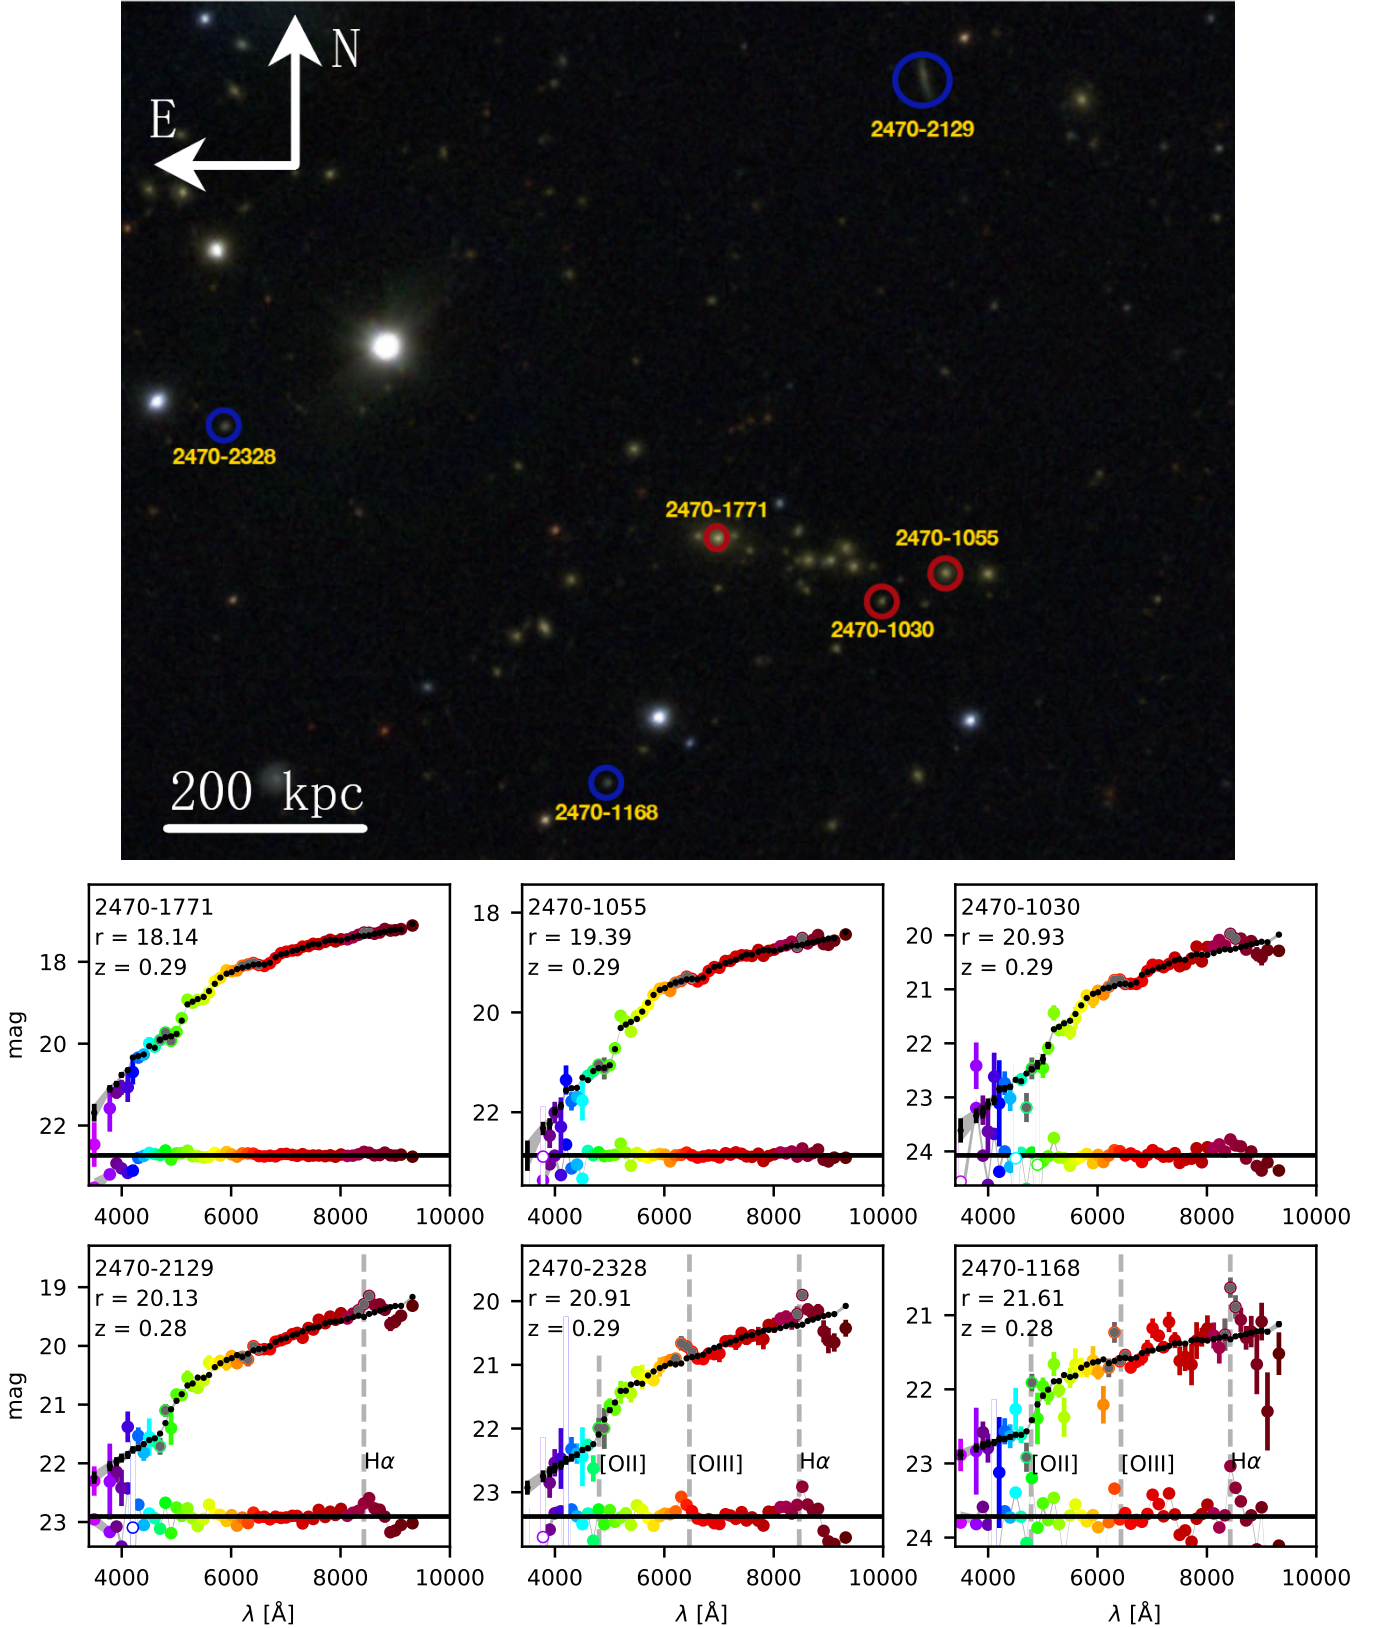 N
E
2470-2129
2470-2328
2470-1771
2470-1055
2470-1030
200 kpc
2470-1168
2470-1771
r = 18.14
z = 0.29
mag
18
20
22
4000 6000 8000 10000
2470-1055
r = 19.39
z = 0.29
18
20
22
4000 6000 8000 10000
2470-1030
r = 20.93
z = 0.29
20
21
22
23
24
4000 6000 8000 10000
2470-2129
r = 20.13
z = 0.28
mag
19
20
21
22
23
Hα
4000 6000 8000 10000
λ [Å]
2470-2328
r = 20.91
z = 0.29
20
21
22
23
[OII] [OIII] Hα
4000 6000 8000 10000
λ [Å]
2470-1168
r = 21.61
z = 0.28
21
22
23
24
[OII] [OIII] Hα
4000 6000 8000 10000
λ [Å]